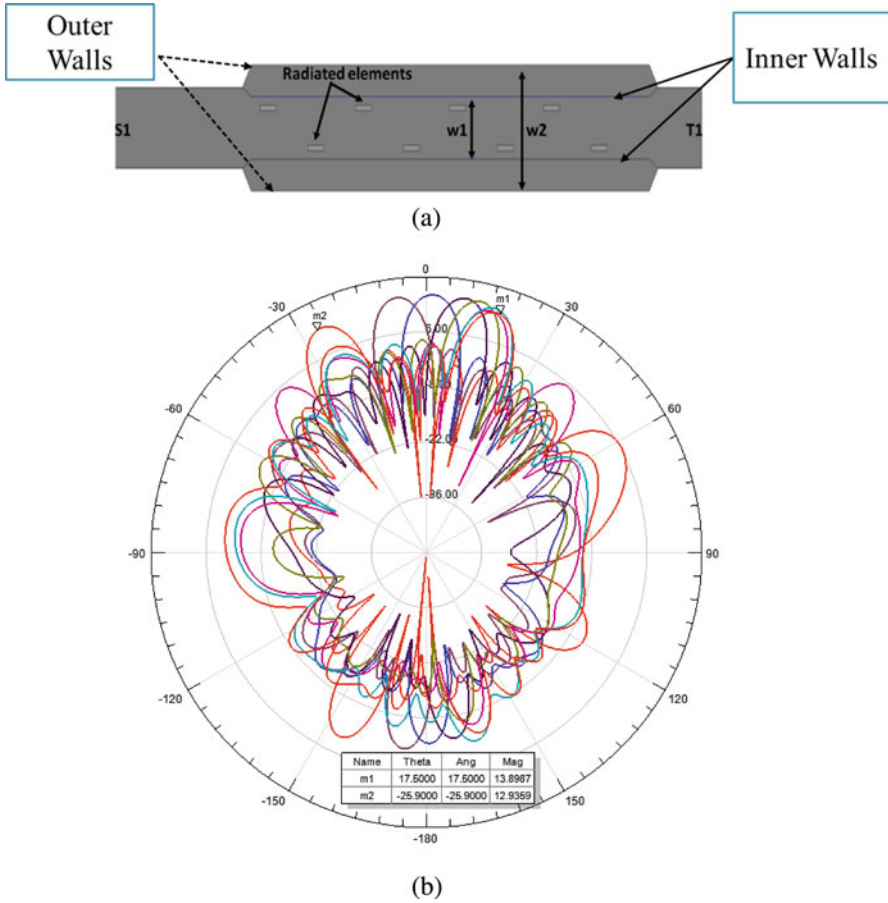 Outer
Walls
Radiated elements
Inner Walls
S1
w1
w2
T1
(a)
0
-30
30
m2
m1
5.00
-60
60
-22.00
-36.00
-90
90
-120
120
Name Theta Ang Mag
m1 17.5000 17.5000 13.8987
m2 -25.9000 -25.9000 12.9359
-150
150
-180
(b)